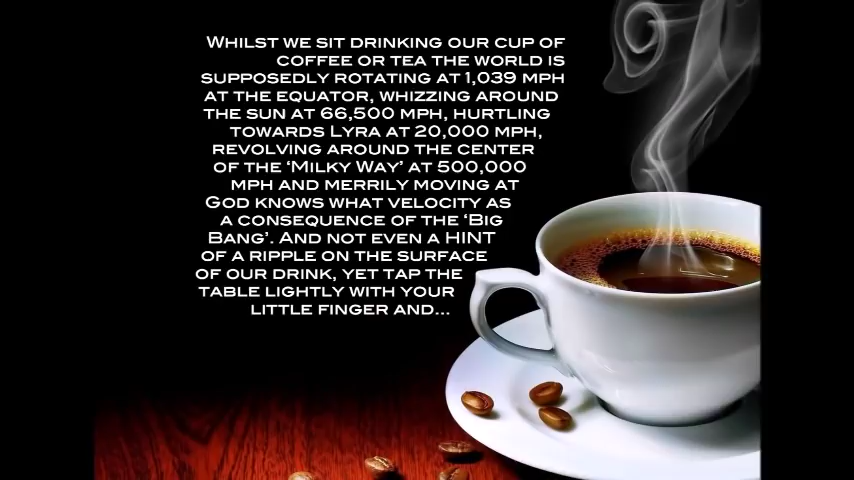 Whilst we sit drinking our cup of
coffee or tea the world is
supposedly rotating at 1,039 mph
at the equator, whizzing around
the sun at 66,500 mph, hurtling
towards Lyra at 20,000 mph,
revolving around the center
of the ‘Milky Way’ at 500,000
mph and merrily moving at
God knows what velocity as
a consequence of the ‘Big
Bang’. And not even a HINT
of a ripple on the surface
of our drink, yet tap the
table lightly with your
little finger and...